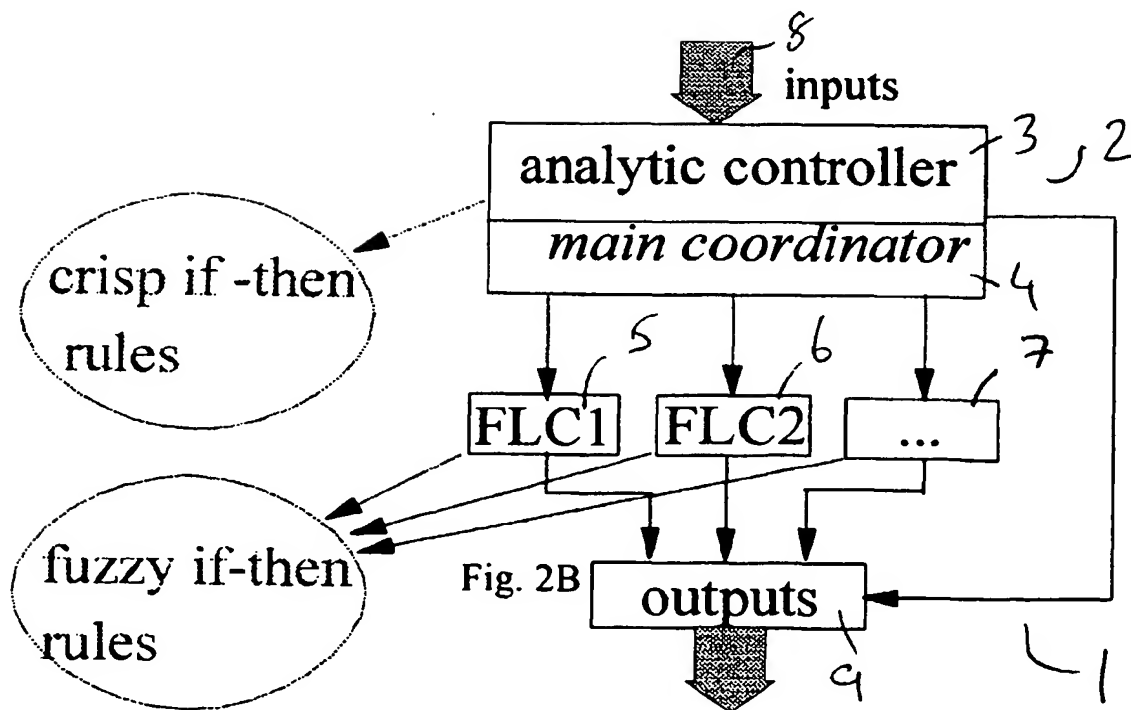 8
inputs
analytic controller
3
2
main coordinator
4
crisp if -then
rules
5
6
7
FLC1
FLC2
...
fuzzy if-then
rules
Fig. 2B
outputs
9
1